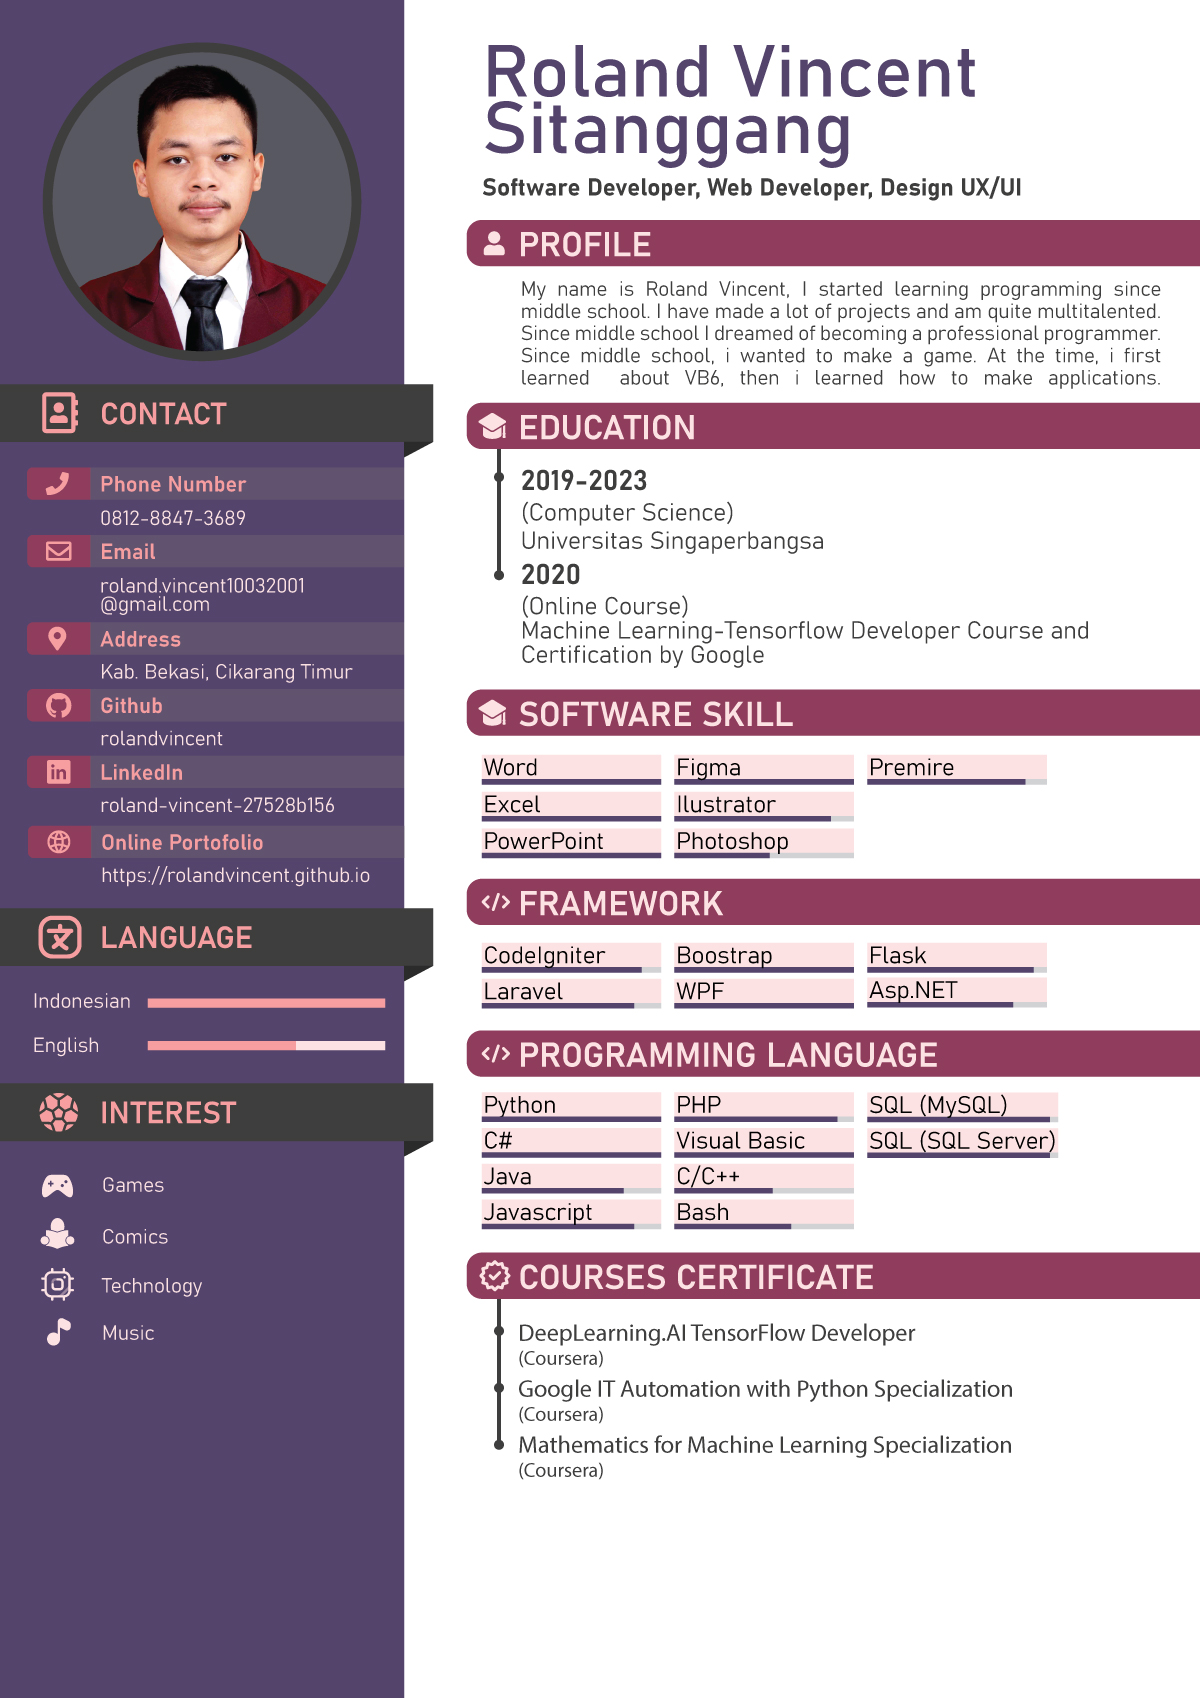 Roland Vincent
Sitanggang
Software Developer, Web Developer, Design UX/UI
PROFILE
My name is Roland Vincent, I started learning programming since
middle school. I have made a lot of projects and am quite multitalented.
Since middle school I dreamed of becoming a professional programmer.
Since middle school, i wanted to make a game. At the time, i first
learned about VB6, then i learned how to make applications.
EDUCATION
2019-2023
(Computer Science)
Universitas Singaperbangsa
2020
(Online Course)
Machine Learning-Tensorflow Developer Course and
Certification by Google
SOFTWARE SKILL
Word Figma Premire
Excel Ilustrator
PowerPoint Photoshop
FRAMEWORK
CodeIgniter Boostrap Flask
Laravel WPF Asp.NET
PROGRAMMING LANGUAGE
Python PHP SQL (MySQL)
C# Visual Basic SQL (SQL Server)
Java C/C++
Javascript Bash
COURSES CERTIFICATE
DeepLearning.AI TensorFlow Developer
(Coursera)
Google IT Automation with Python Specialization
(Coursera)
Mathematics for Machine Learning Specialization
(Coursera)
CONTACT
Phone Number
0812-8847-3689
Email
roland.vincent10032001
@gmail.com
Address
Kab. Bekasi, Cikarang Timur
Github
rolandvincent
LinkedIn
roland-vincent-27528b156
Online Portofolio
https://rolandvincent.github.io
LANGUAGE
Indonesian
English
INTEREST
Games
Comics
Technology
Music